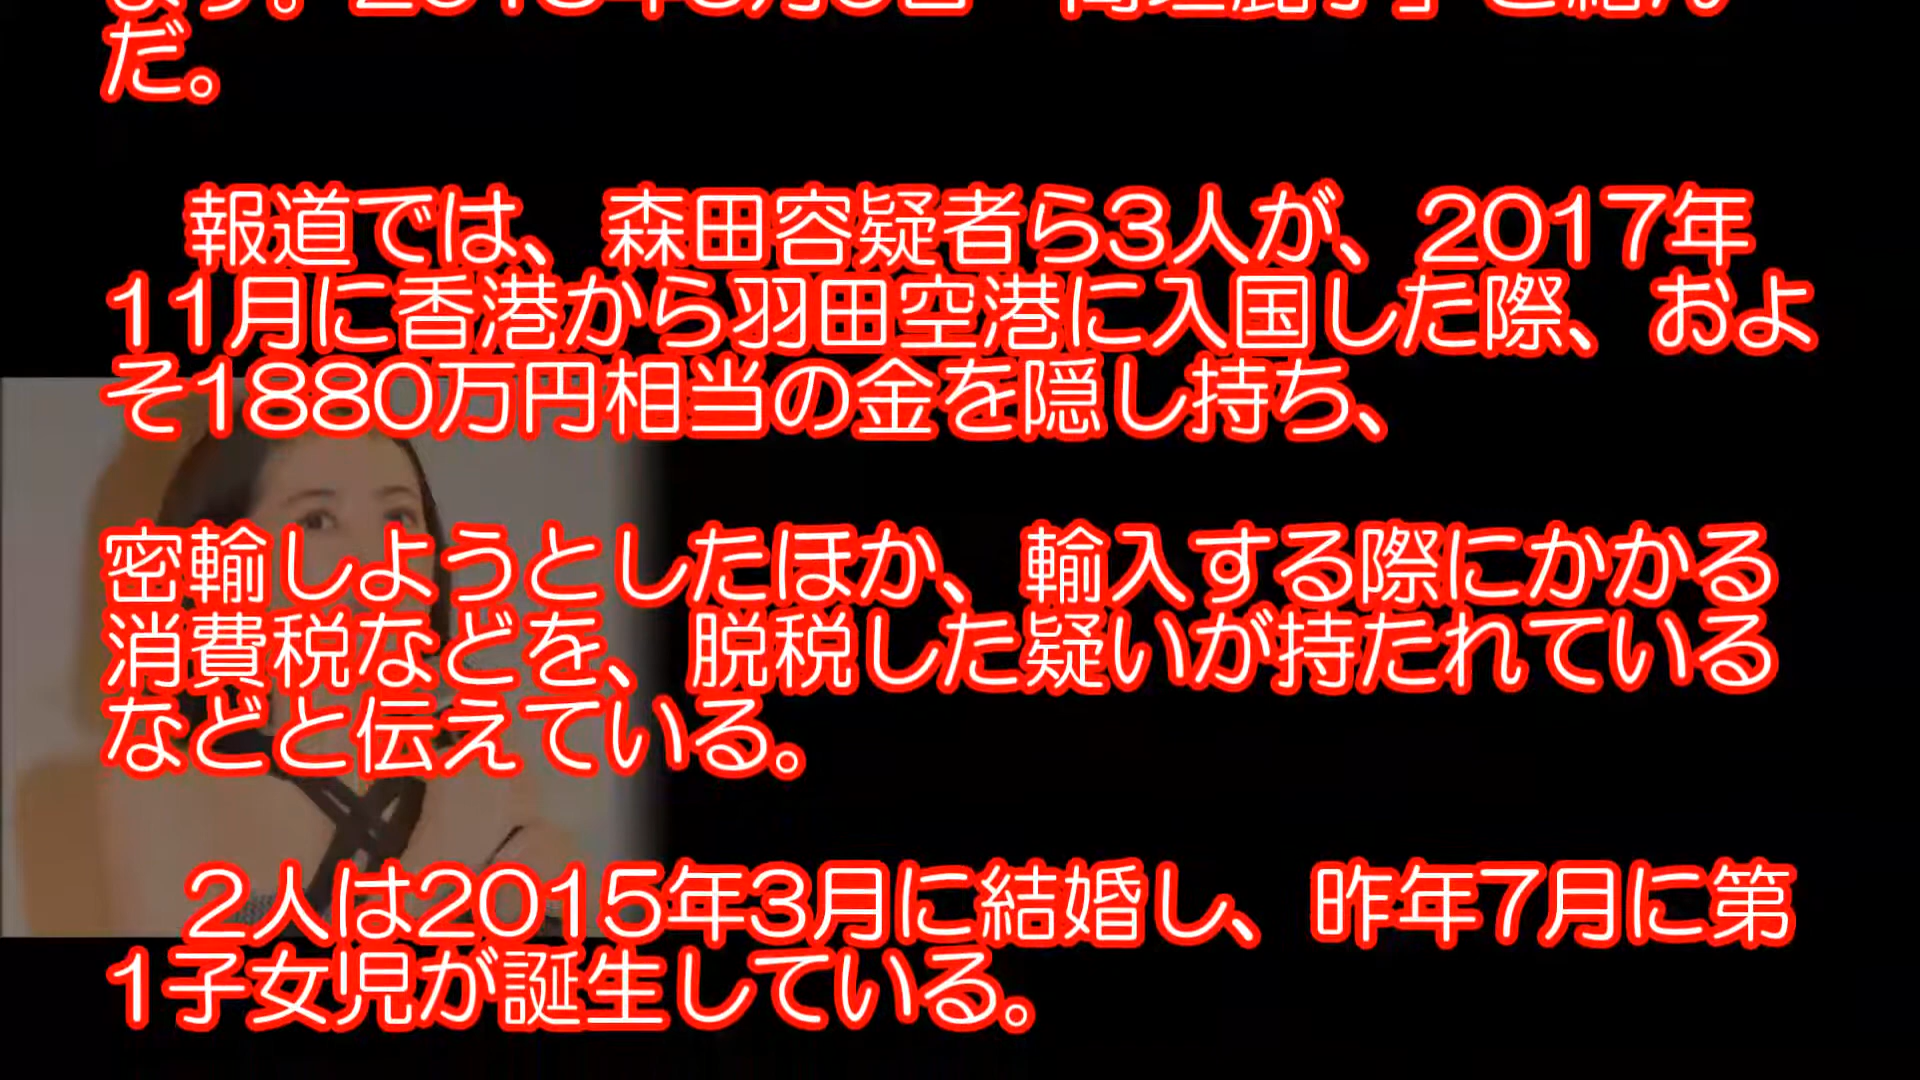 だ。
報道では、森田容疑者ら3人が、2017年
11月に香港から羽田空港に入国した際、およ
そ1880万円相当の金を隠し持ち、
密輸しようとしたほか、輸入する際にかかる
消費税などを、脱税した疑いが持たれている
などと伝えている。
2人は2015年3月に結婚し、昨年7月に第
1子女児が誕生している。